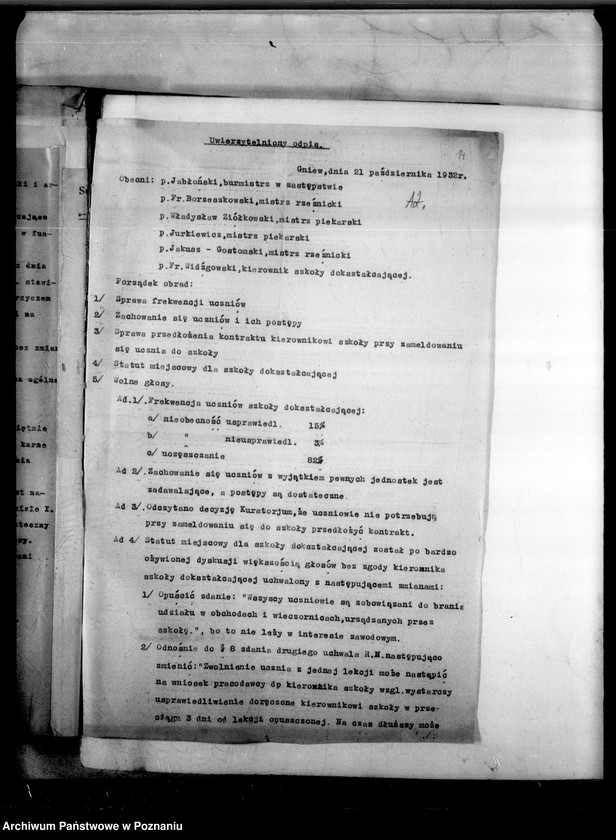 Uwierzytelniony odpis.
Gniew,dnia 21 października 1932r.
Obecni: p.Jabłoński,burmistrz w zastępstwie
p.Fr.Borzeszkowski,mistrz rzeźnicki
p.Władysław Ziółkowski,mistrz piekarski
p.Jurkiewicz,mistrz piekarski
p.Jakusz - Gostomski,mistrz rzeźnicki
p.Fr.Widźgowski,kierownik szkoły dokształcającej.
Porządek obrad:
1/ Sprawa frekwencji uczniów
2/ Zachowanie się uczniów i ich postępy
3/ Sprawa przedłożenia kontraktu kierownikowi szkoły przy zameldowaniu
się ucznia do szkoły
4/ Statut miejscowy dla szkoły dokształcającej
5/ Wolne głosy.
Ad.1/.Frekwencja uczniów szkoły dokształcającej:
a/ nieobecność usprawiedl. 15%
b/ " nieusprawiedl. 3%
c/ uczęszczanie 82%
Ad 2/.Zachowanie się uczniów z wyjątkiem pewnych jednostek jest
zadawalające, a postępy są dostateczne.
Ad 3/.Odczytano decyzję Kuratorjum,że uczniowie nie potrzebują
przy zameldowaniu się do szkoły przedłożyć kontrakt.
Ad 4/ Statut miejscowy dla szkoły dokształcającej został po bardzo
ożywionej dyskusji większością głosów bez zgody kierownika
szkoły dokształcającej uchwalony z następującemi zmianami:
1/ Opuścić zdanie: "Wszyscy uczniowie są zobowiązani do brania
udziału w obchodach i wieczornicach,urządzanych przez
szkołę.", bo to nie leży w interesie zawodowym.
2/ Odnośnie do § 8 zdania drugiego uchwala R.M.następująco
zmienić:"Zwolnienie ucznia z jednej lekcji może nastąpić
na wniosek pracodawcy do kierownika szkoły wzgl.wystarczy
usprawiedliwienie doręczone kierownikowi szkoły w prze-
ciągu 3 dni od lekcji opuszczonej. Na czas dłuższy może
Archiwum Państwowe w Poznaniu